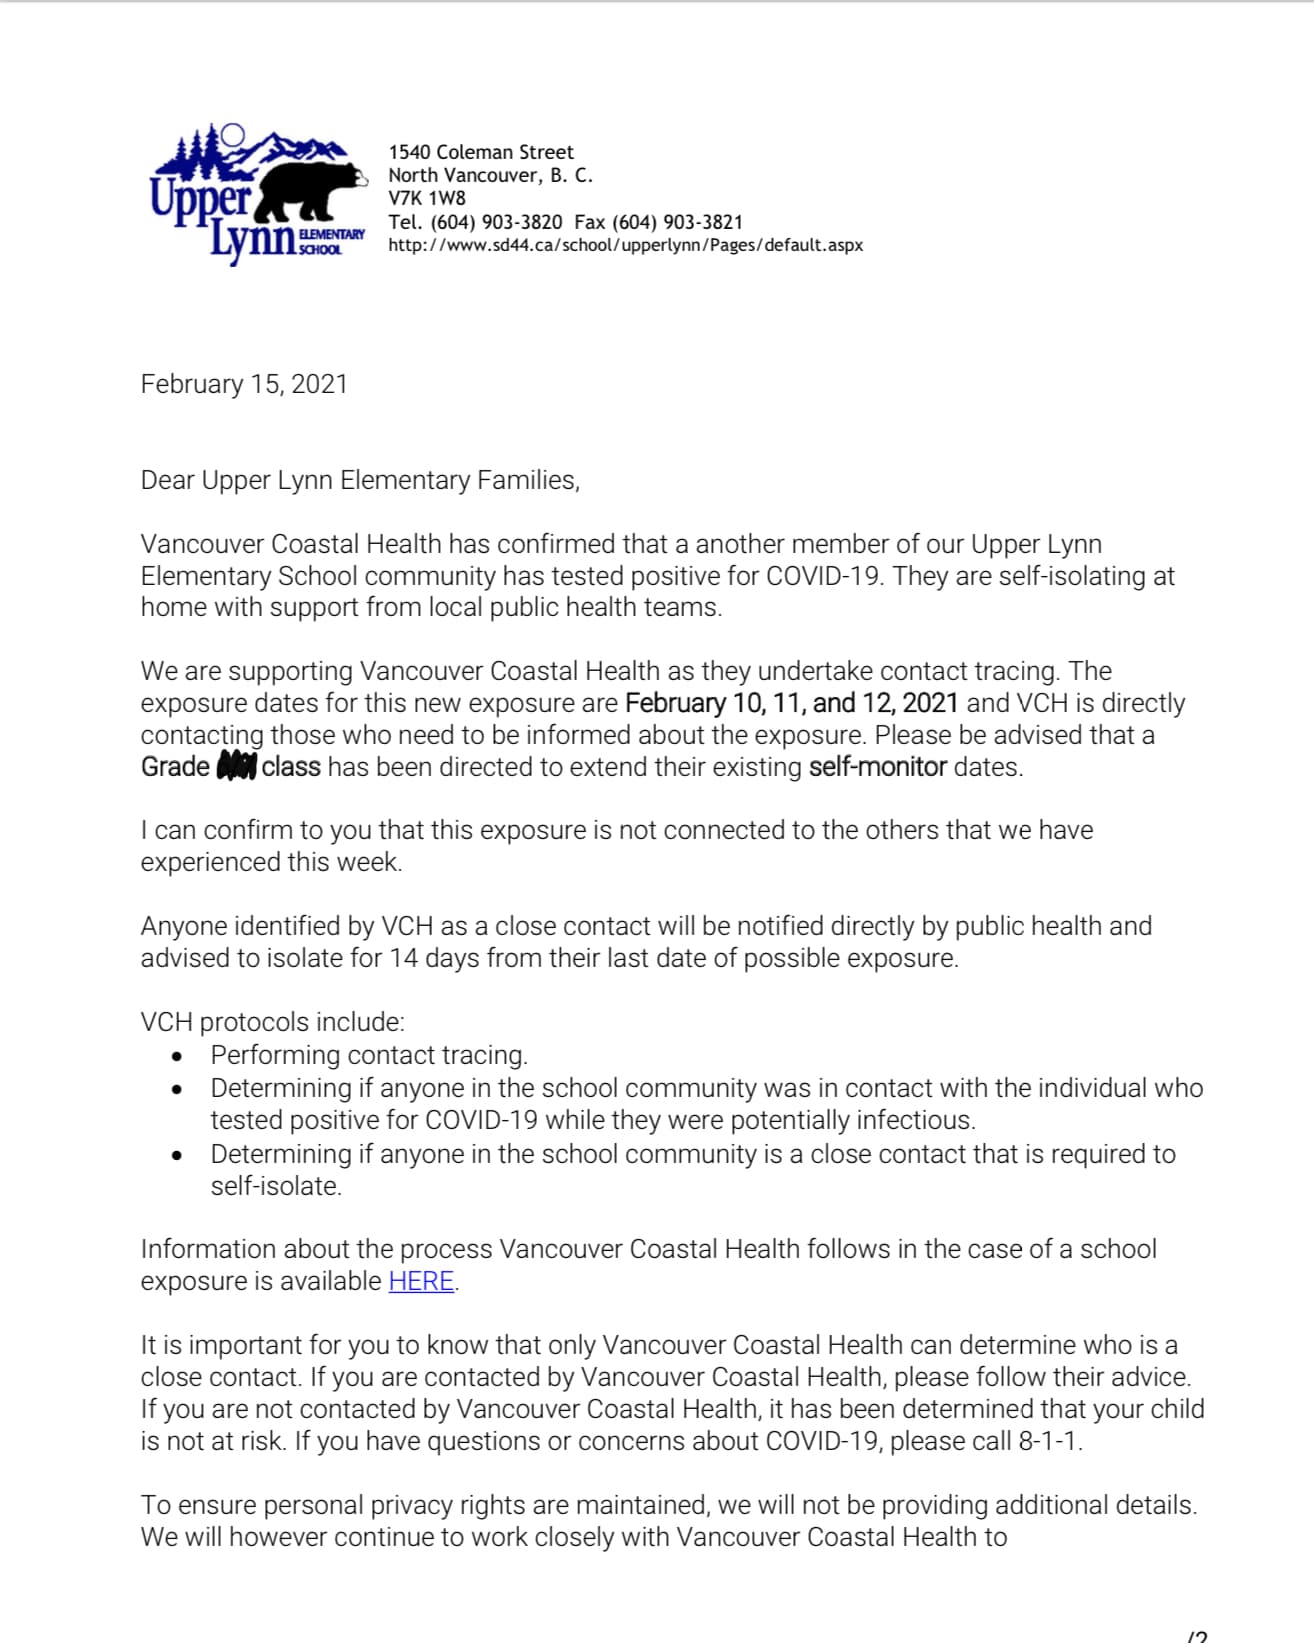 Upper
Lynn ELEMENTARY
SCHOOL
1540 Coleman Street
North Vancouver, B. C.
V7K 1W8
Tel. (604) 903-3820 Fax (604) 903-3821
http://www.sd44.ca/school/upperlynn/Pages/default.aspx
February 15, 2021
Dear Upper Lynn Elementary Families,
Vancouver Coastal Health has confirmed that a another member of our Upper Lynn
Elementary School community has tested positive for COVID-19. They are self-isolating at
home with support from local public health teams.
We are supporting Vancouver Coastal Health as they undertake contact tracing. The
exposure dates for this new exposure are February 10, 11, and 12, 2021 and VCH is directly
contacting those who need to be informed about the exposure. Please be advised that a
Grade class has been directed to extend their existing self-monitor dates.
I can confirm to you that this exposure is not connected to the others that we have
experienced this week.
Anyone identified by VCH as a close contact will be notified directly by public health and
advised to isolate for 14 days from their last date of possible exposure.
VCH protocols include:
• Performing contact tracing.
• Determining if anyone in the school community was in contact with the individual who
tested positive for COVID-19 while they were potentially infectious.
• Determining if anyone in the school community is a close contact that is required to
self-isolate.
Information about the process Vancouver Coastal Health follows in the case of a school
exposure is available HERE.
It is important for you to know that only Vancouver Coastal Health can determine who is a
close contact. If you are contacted by Vancouver Coastal Health, please follow their advice.
If you are not contacted by Vancouver Coastal Health, it has been determined that your child
is not at risk. If you have questions or concerns about COVID-19, please call 8-1-1.
To ensure personal privacy rights are maintained, we will not be providing additional details.
We will however continue to work closely with Vancouver Coastal Health to
/2